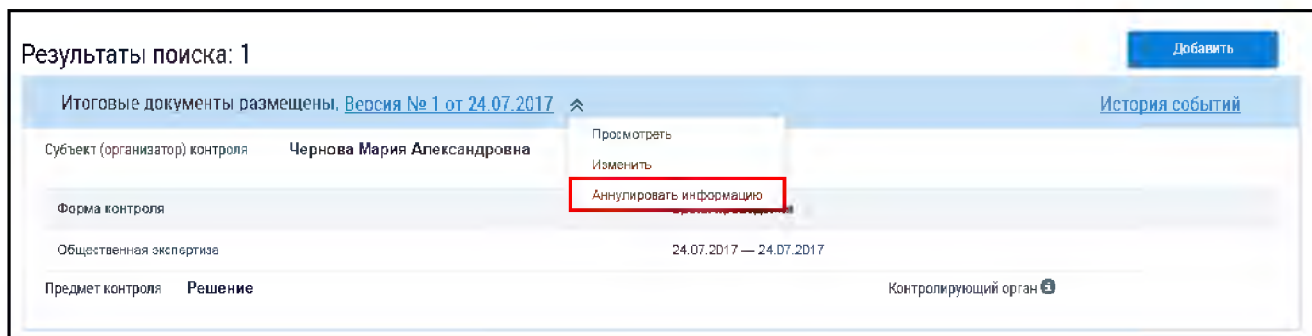 Результаты поиска: 1
Добавить
Итоговые документы размещены, Версия № 1 от 24.07.2017
История событий
Просмотреть
Субъект (организатор) контроля Чернова Мария Александровна
Изменить
Аннулировать информацию
Форма контроля
Общественная экспертиза 24.07.2017 — 24.07.2017
Предмет контроля Решение Контролирующий орган